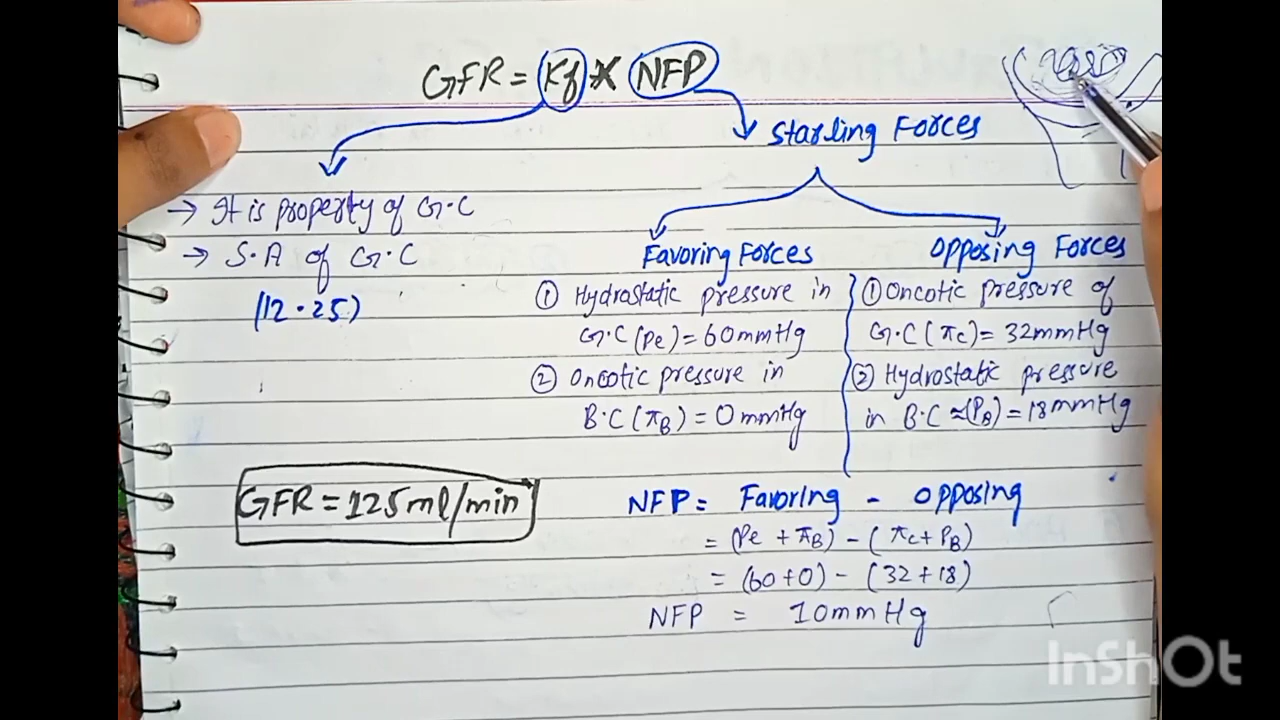 GFR = Kf * NFP
Starling Forces
→ It is property of G.C
→ S.A of G.C
(12.25)
Favoring Forces
① Hydrostatic pressure in
G.C (Pc) = 60mmHg
② Oncotic pressure in
B.C (πB) = 0mmHg
Opposing Forces
① Oncotic pressure of
G.C (πc) = 32mmHg
② Hydrostatic pressure
in B.C ≈ (PB) = 18mmHg
GFR = 125ml/min
NFP = Favoring - Opposing
= (Pc + πB) - (πc + PB)
= (60+0) - (32+18)
NFP = 10mmHg
InShOt